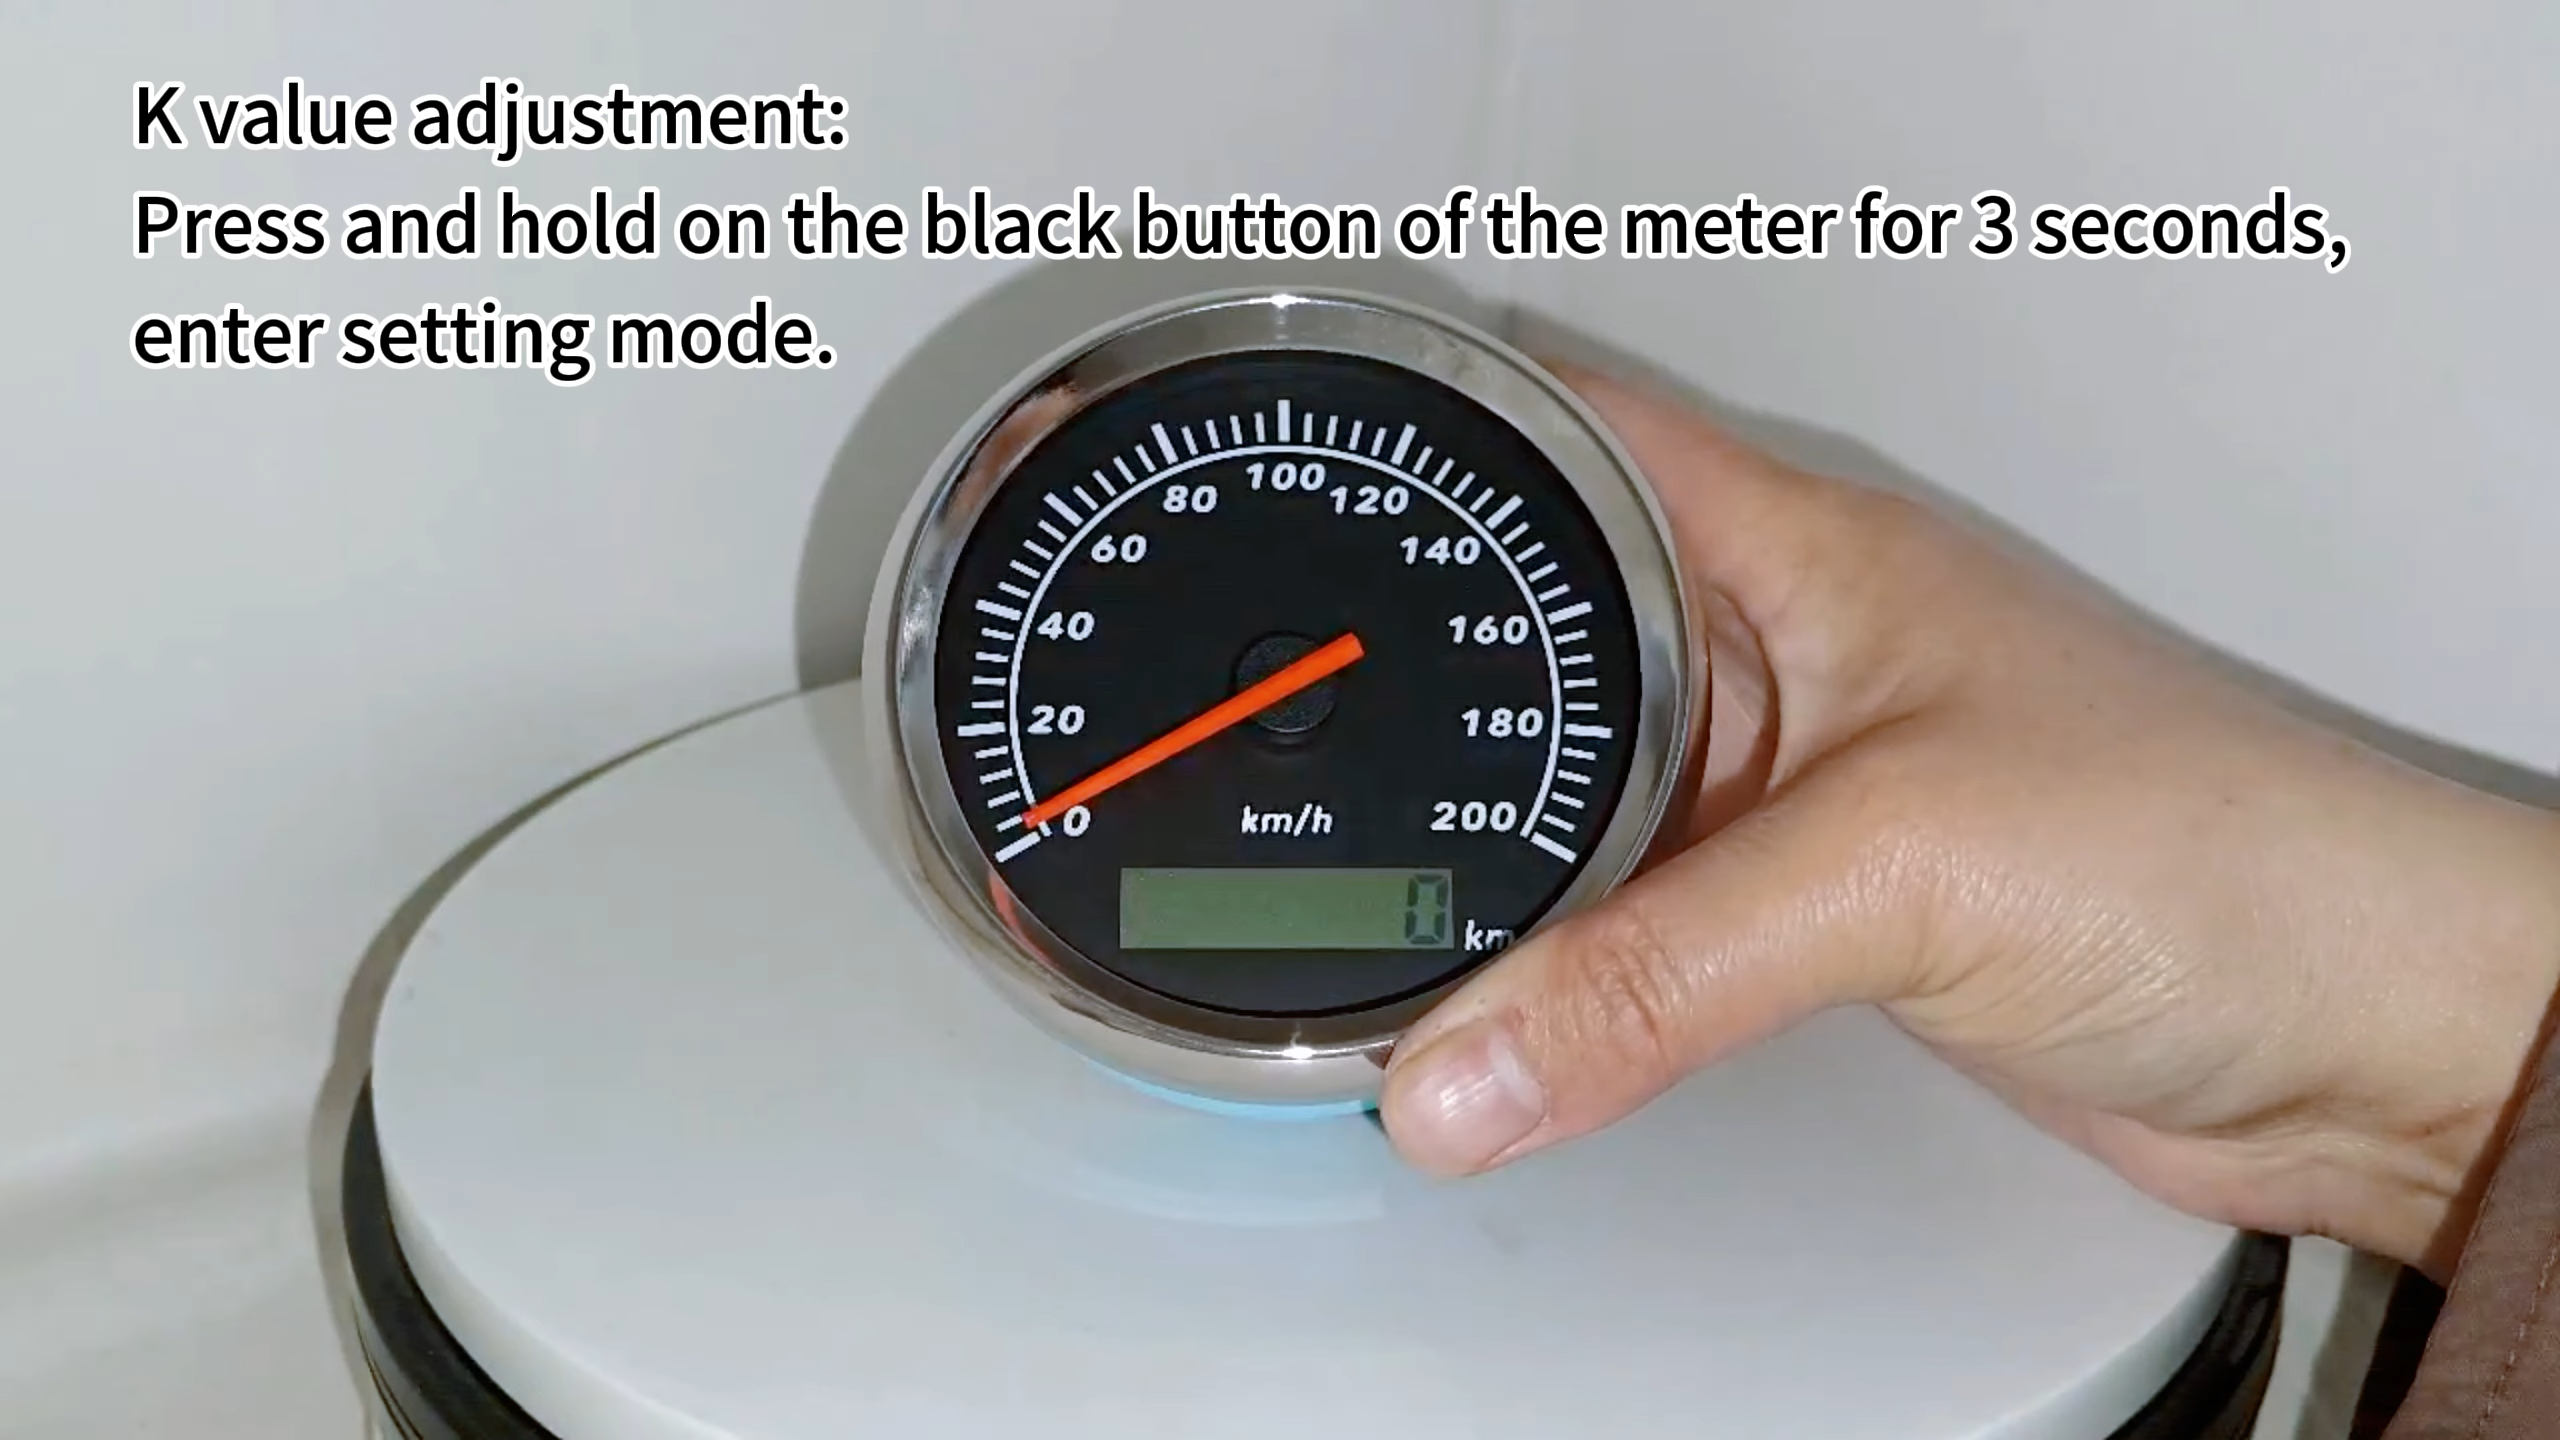 K value adjustment:
Press and hold on the black button of the meter for 3 seconds,
enter setting mode.
100
80 120
60 140
40 160
20 180
0 km/h 200
0 km